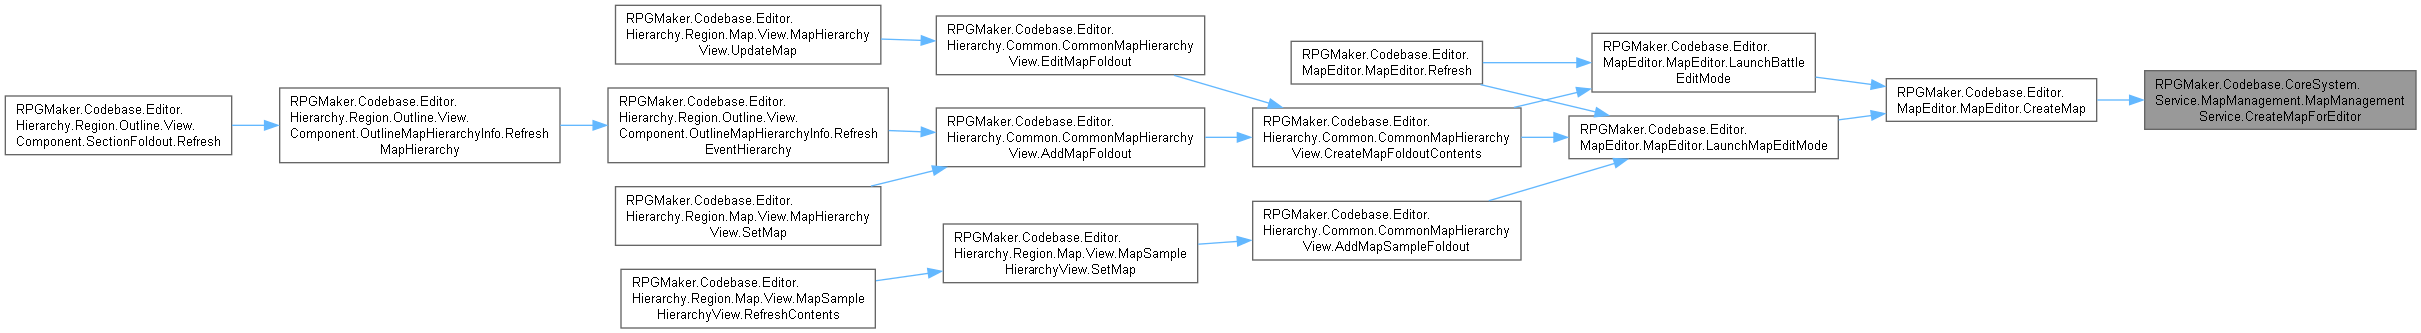 RPGMaker.Codebase.Editor.
Hierarchy.Region.Outline.View.
Component.SectionFoldout.Refresh
RPGMaker.Codebase.Editor.
Hierarchy.Region.Outline.View.
Component.OutlineMapHierarchyInfo.Refresh
MapHierarchy
RPGMaker.Codebase.Editor.
Hierarchy.Region.Map.View.MapHierarchy
View.UpdateMap
RPGMaker.Codebase.Editor.
Hierarchy.Region.Outline.View.
Component.OutlineMapHierarchyInfo.Refresh
EventHierarchy
RPGMaker.Codebase.Editor.
Hierarchy.Region.Map.View.MapHierarchy
View.SetMap
RPGMaker.Codebase.Editor.
Hierarchy.Region.Map.View.MapSample
HierarchyView.RefreshContents
RPGMaker.Codebase.Editor.
Hierarchy.Common.CommonMapHierarchy
View.EditMapFoldout
RPGMaker.Codebase.Editor.
Hierarchy.Common.CommonMapHierarchy
View.AddMapFoldout
RPGMaker.Codebase.Editor.
Hierarchy.Region.Map.View.MapSample
HierarchyView.SetMap
RPGMaker.Codebase.Editor.
MapEditor.MapEditor.Refresh
RPGMaker.Codebase.Editor.
Hierarchy.Common.CommonMapHierarchy
View.CreateMapFoldoutContents
RPGMaker.Codebase.Editor.
Hierarchy.Common.CommonMapHierarchy
View.AddMapSampleFoldout
RPGMaker.Codebase.Editor.
MapEditor.MapEditor.LaunchBattle
EditMode
RPGMaker.Codebase.Editor.
MapEditor.MapEditor.LaunchMapEditMode
RPGMaker.Codebase.Editor.
MapEditor.MapEditor.CreateMap
RPGMaker.Codebase.CoreSystem.
Service.MapManagement.MapManagement
Service.CreateMapForEditor